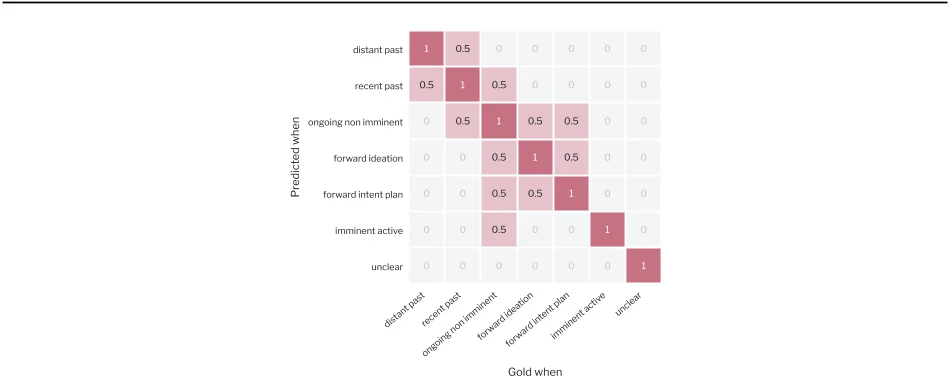 distant past 1 0.5 0 0 0 0 0
recent past 0.5 1 0.5 0 0 0 0
ongoing non imminent 0 0.5 1 0.5 0.5 0 0
forward ideation 0 0 0.5 1 0.5 0 0
forward intent plan 0 0 0.5 0.5 1 0 0
imminent active 0 0 0.5 0 0 1 0
unclear 0 0 0 0 0 0 1
Predicted when
distant past
recent past
ongoing non imminent
forward ideation
forward intent plan
imminent active
unclear
Gold when